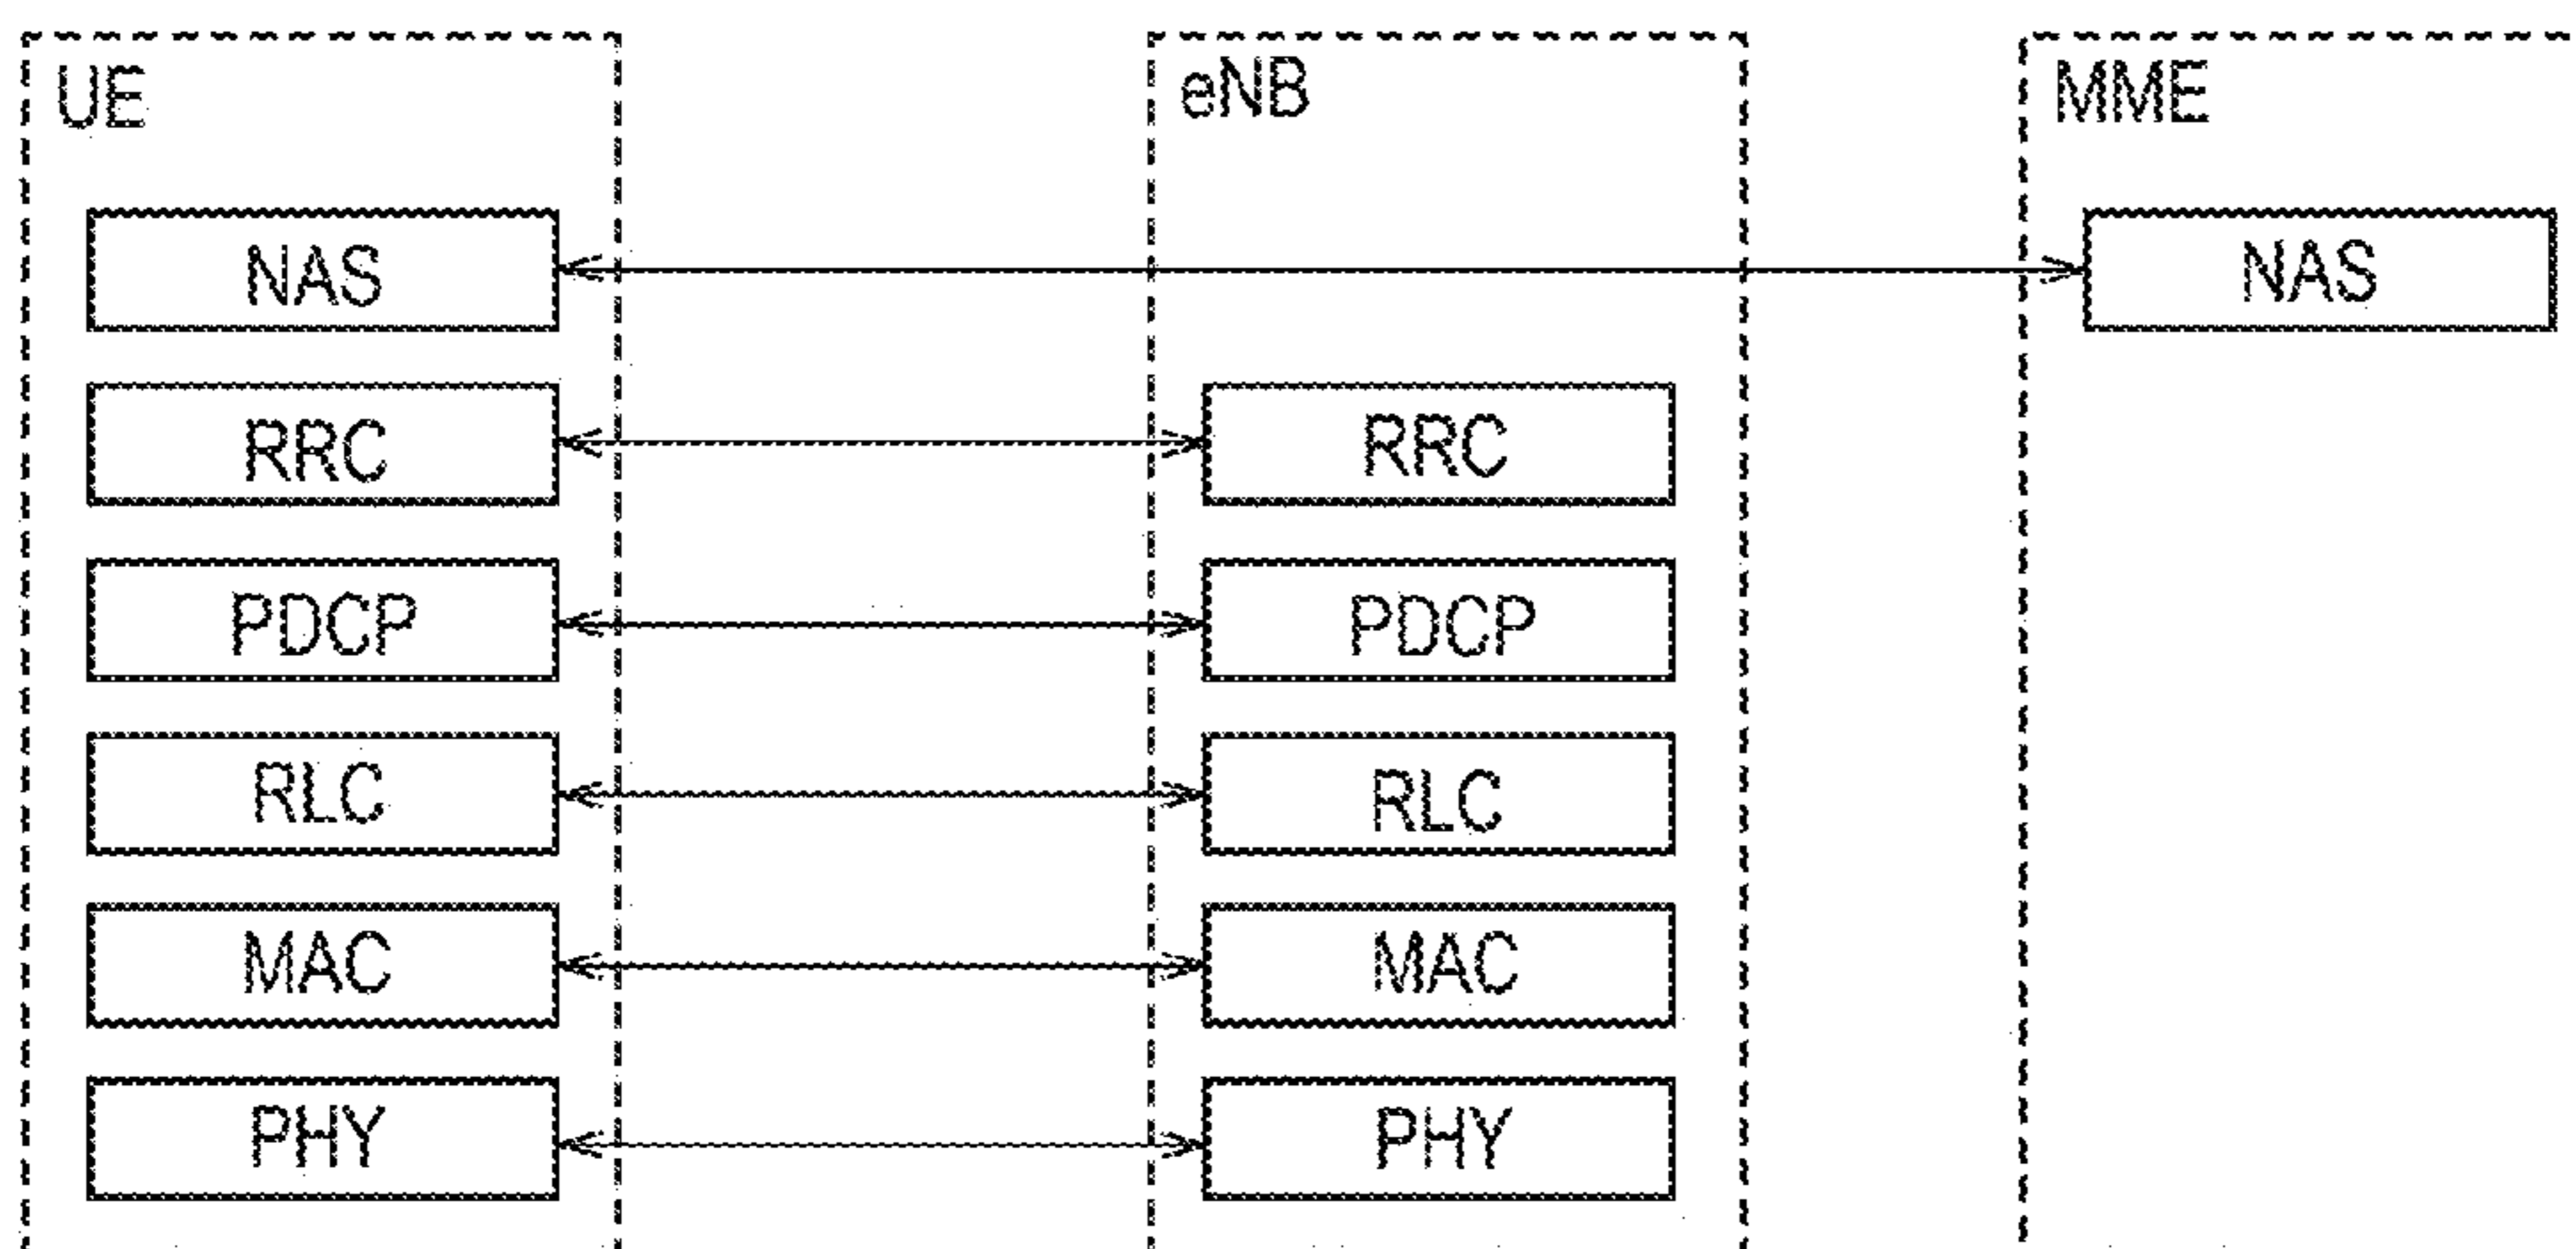 UE eNB MME
NAS NAS
RRC RRC
PDCP PDCP
RLC RLC
MAC MAC
PHY PHY